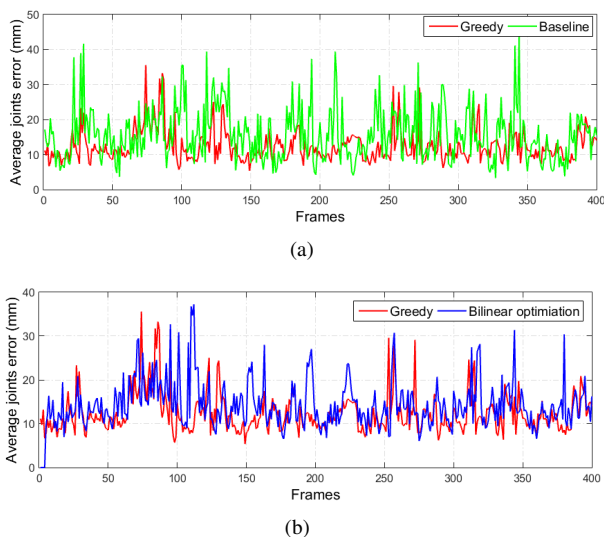 50
40
30
20
10
0
Average joints error (mm)
Greedy Baseline
0 50 100 150 200 250 300 350 400
Frames
(a)
40
30
20
10
0
Average joints error (mm)
Greedy Bilinear optimiation
0 50 100 150 200 250 300 350 400
Frames
(b)